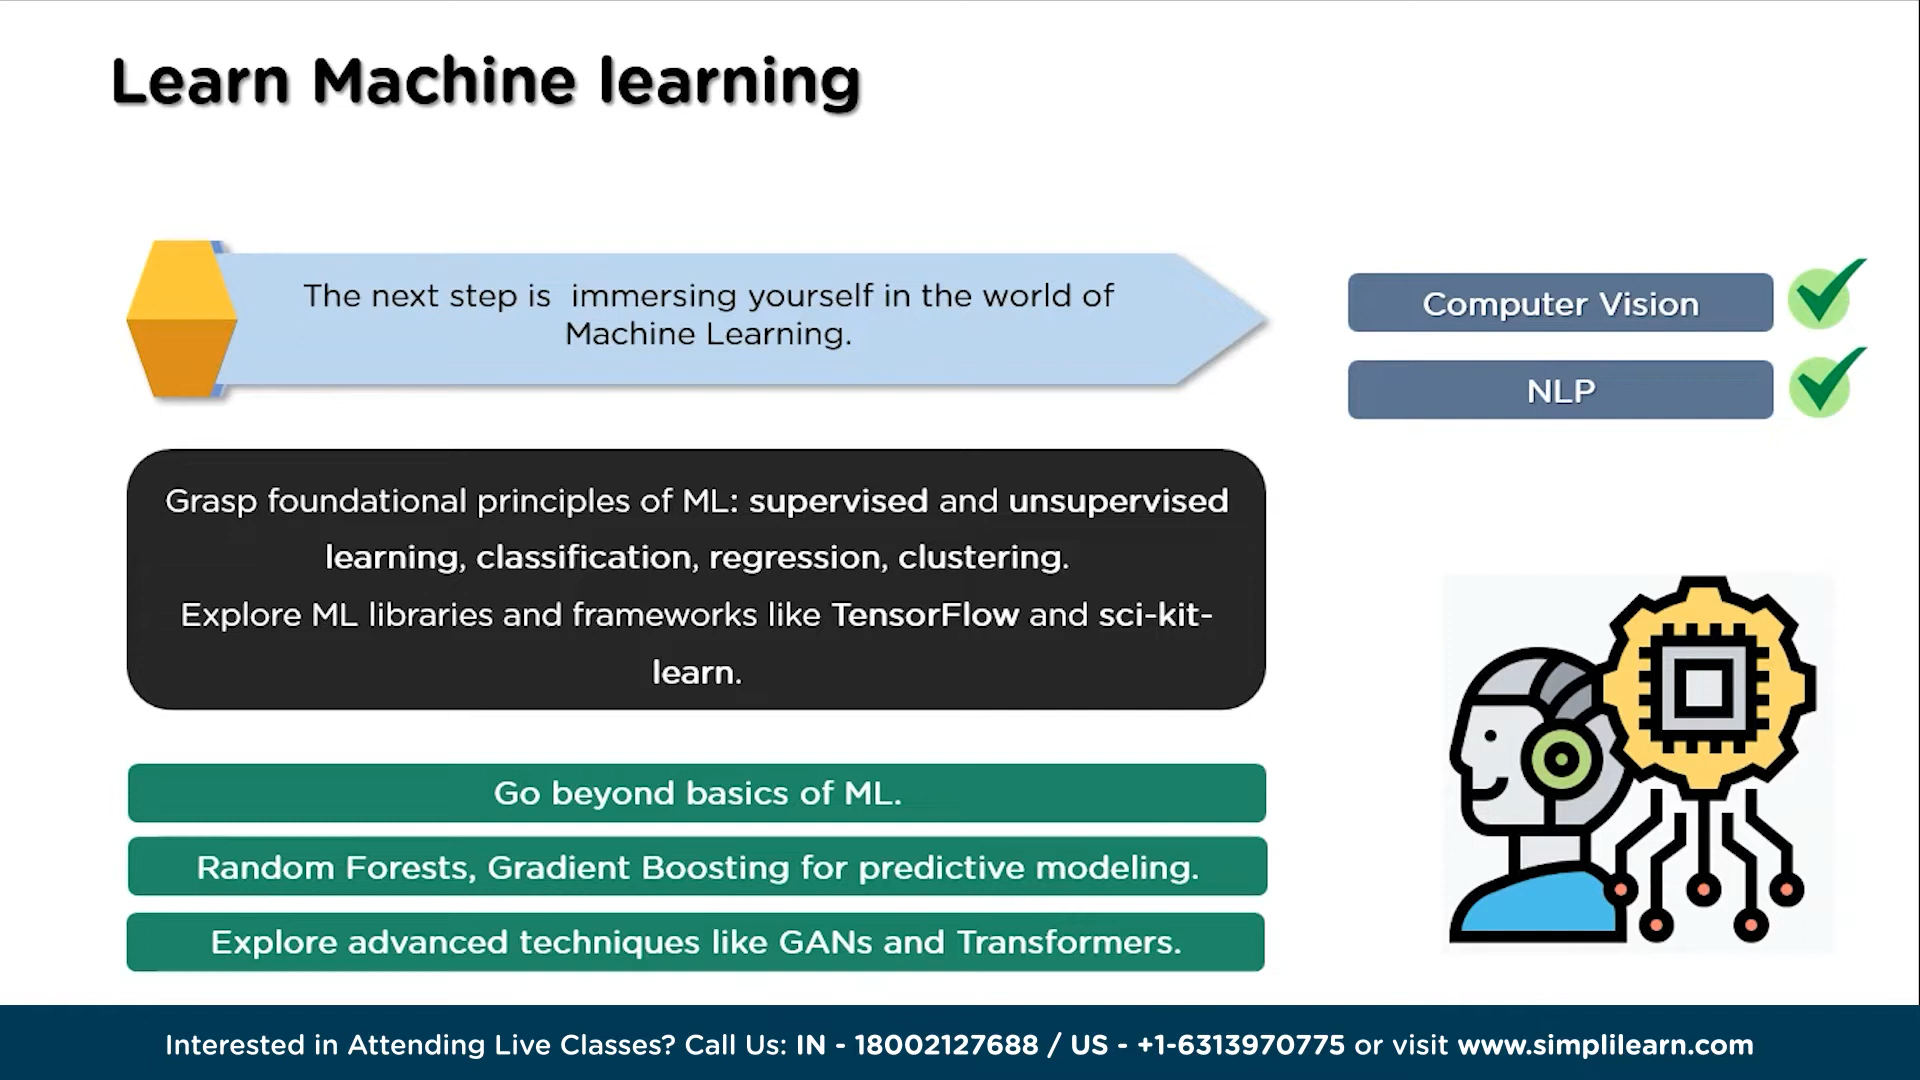 Learn Machine learning
The next step is  immersing yourself in the world of
Machine Learning.
Computer Vision
NLP
Grasp foundational principles of ML: supervised and unsupervised
learning, classification, regression, clustering.
Explore ML libraries and frameworks like TensorFlow and sci-kit-
learn.
Go beyond basics of ML.
Random Forests, Gradient Boosting for predictive modeling.
Explore advanced techniques like GANs and Transformers.
Interested in Attending Live Classes? Call Us: IN - 18002127688 / US - +1-6313970775 or visit www.simplilearn.com